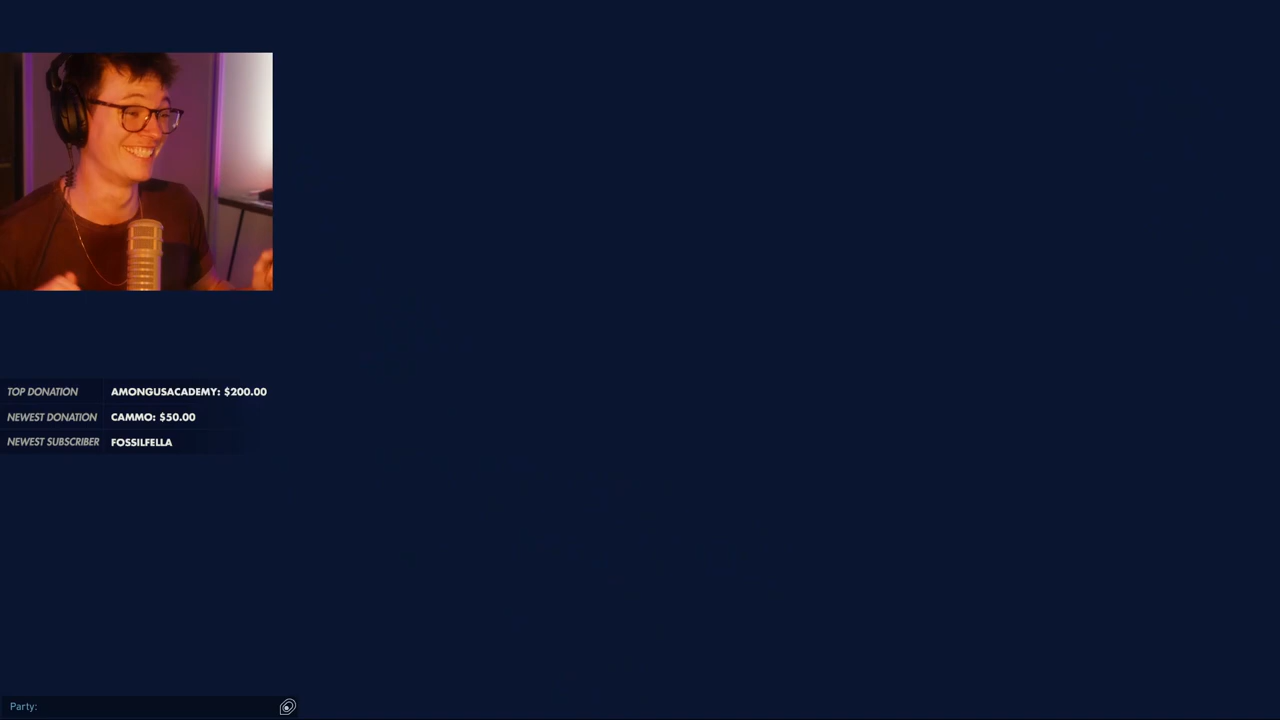 TOP DONATION AMONGUSACADEMY: $200.00
NEWEST DONATION CAMMO: $50.00
NEWEST SUBSCRIBER FOSSILFELLA
Party: